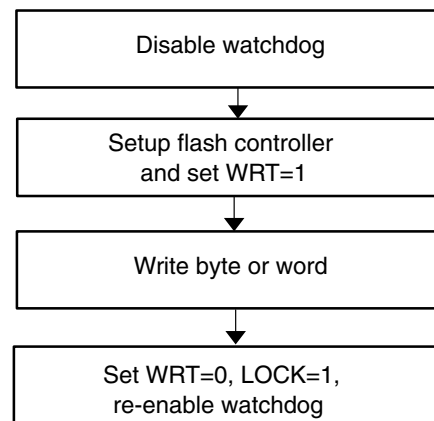 Disable watchdog
Setup flash controller
and set WRT=1
Write byte or word
Set WRT=0, LOCK=1,
re-enable watchdog